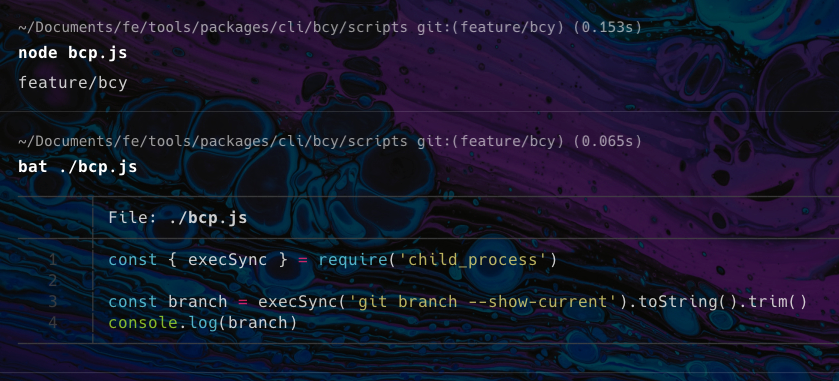 ~/Documents/fe/tools/packages/cli/bcy/scripts git:(feature/bcy) (0.153s)
node bcp.js
feature/bcy
~/Documents/fe/tools/packages/cli/bcy/scripts git:(feature/bcy) (0.065s)
bat ./bcp.js
File: ./bcp.js
1 const { execSync } = require('child_process')
2
3 const branch = execSync('git branch --show-current').toString().trim()
4 console.log(branch)